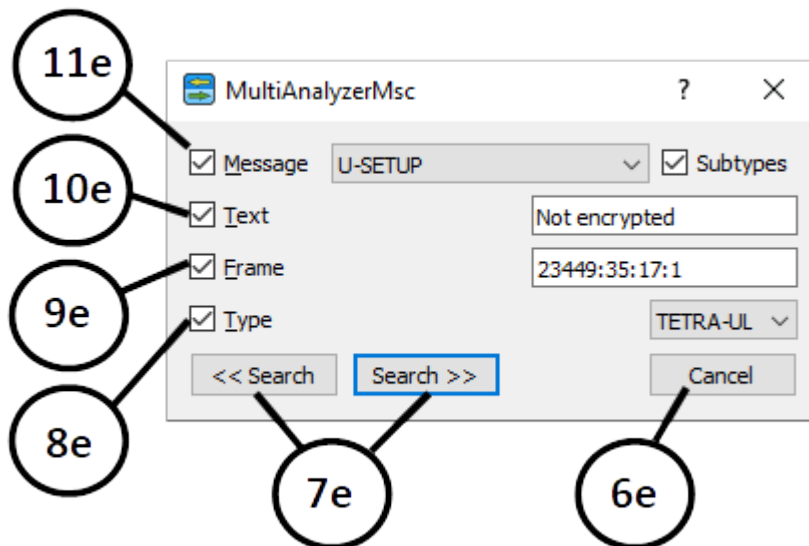 11e
MultiAnalyzerMsc ? ×
Message U-SETUP Subtypes
10e
Text Not encrypted
Frame 23449:35:17:1
9e
Type TETRA-UL
<< Search Search >> Cancel
8e
7e 6e